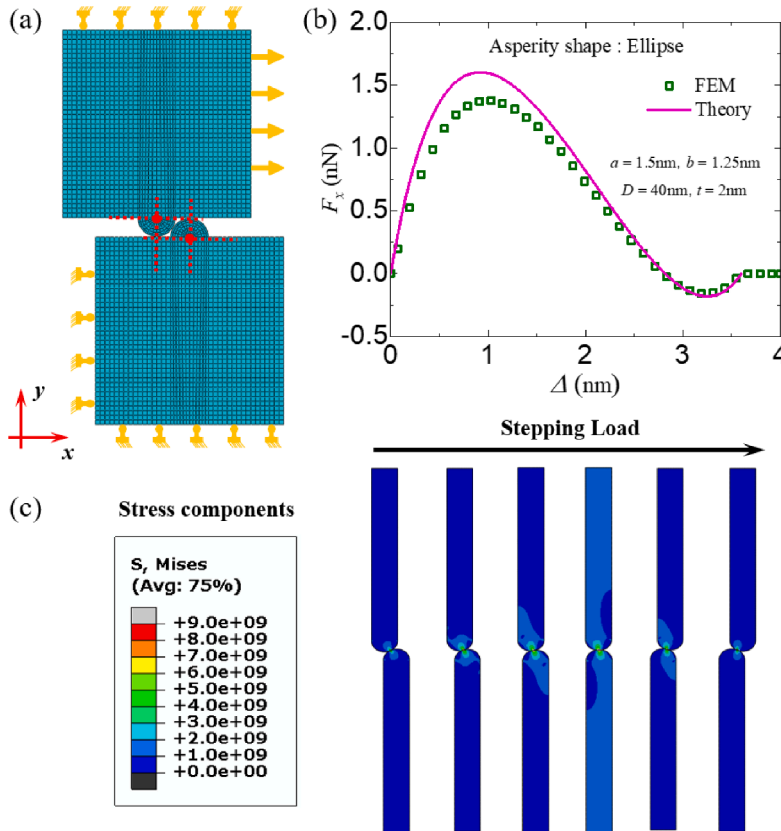 (a)
y
x
(b)
2.0
1.5
1.0
0.5
0.0
-0.5
F_x (nN)
Asperity shape : Ellipse
FEM
Theory
a = 1.5nm, b = 1.25nm
D = 40nm, t = 2nm
0 1 2 3 4
Δ (nm)
Stepping Load
(c)
Stress components
S, Mises
(Avg: 75%)
+9.0e+09
+8.0e+09
+7.0e+09
+6.0e+09
+5.0e+09
+4.0e+09
+3.0e+09
+2.0e+09
+1.0e+09
+0.0e+00